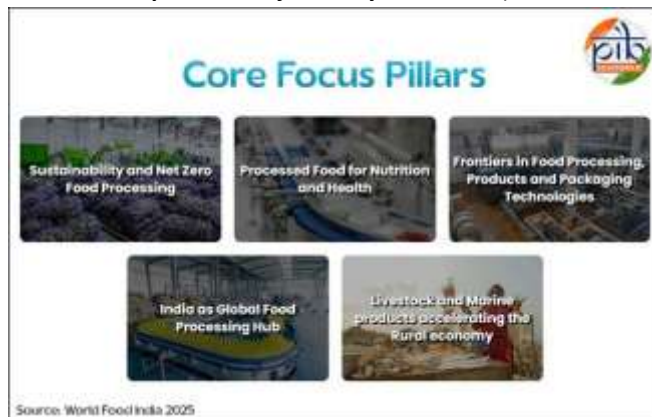 Core Focus Pillars
pib
Sustainability and Net Zero
Food Processing
Processed Food for Nutrition
and Health
Frontiers in Food Processing,
Products and Packaging
Technologies
India as Global Food
Processing Hub
Livestock and Marine
products accelerating the
Rural economy
Source: World Food India 2025